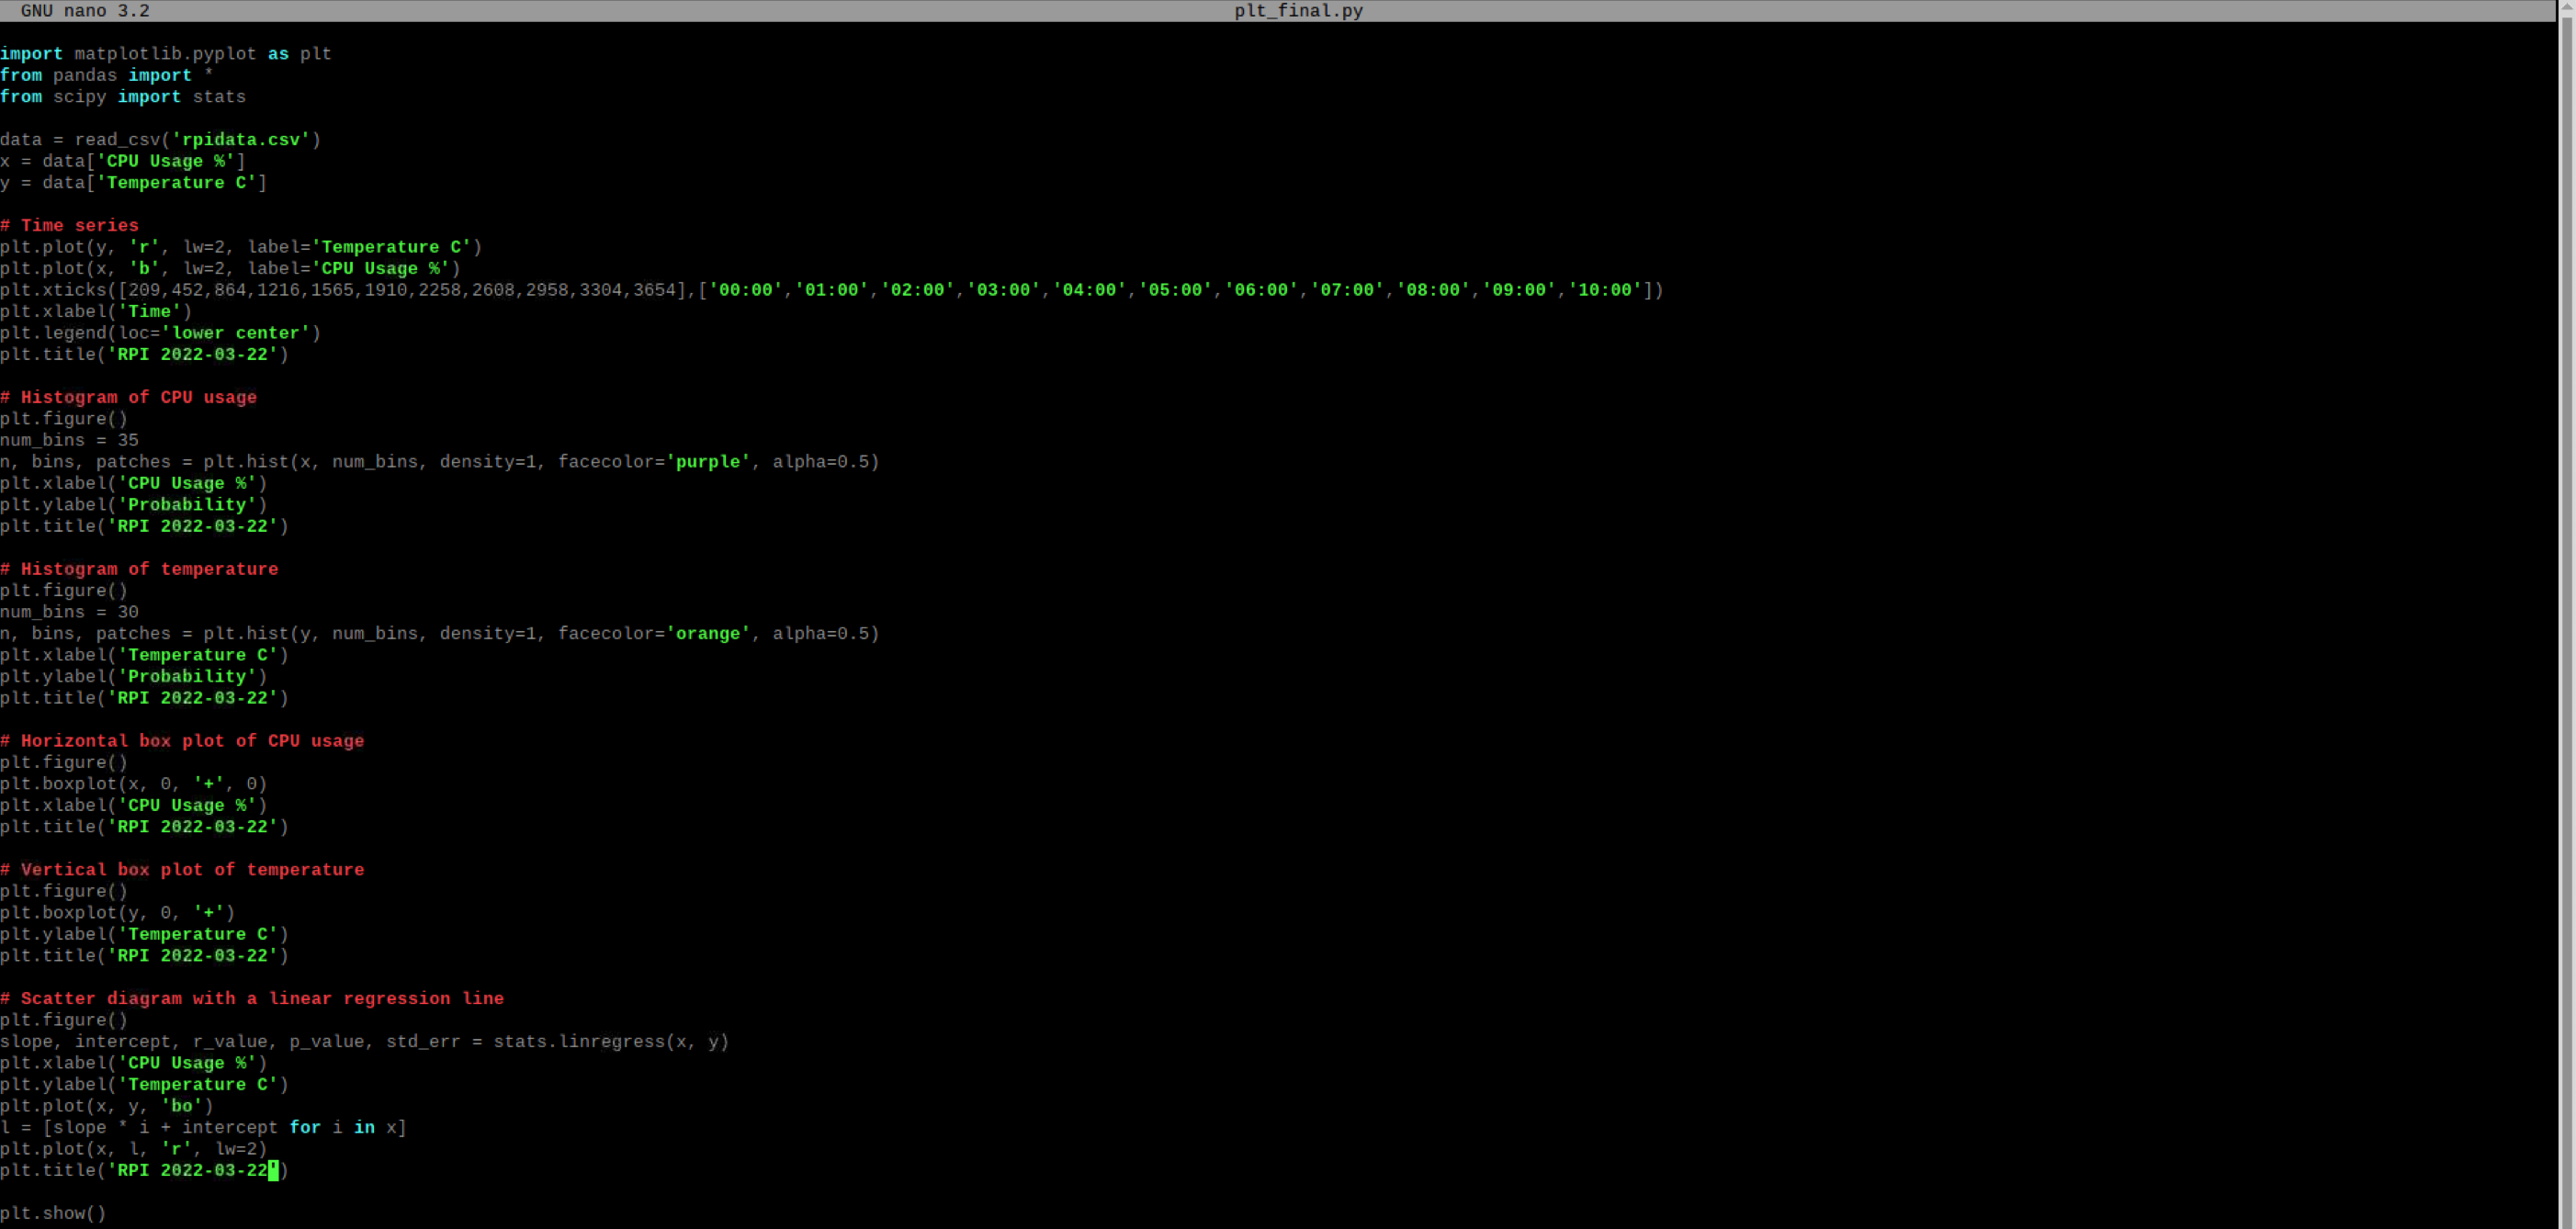 GNU nano 3.2 plt_final.py
import matplotlib.pyplot as plt
from pandas import *
from scipy import stats
data = read_csv('rpidata.csv')
x = data['CPU Usage %']
y = data['Temperature C']
# Time series
plt.plot(y, 'r', lw=2, label='Temperature C')
plt.plot(x, 'b', lw=2, label='CPU Usage %')
plt.xticks([209,452,864,1216,1565,1910,2258,2608,2958,3304,3654],['00:00','01:00','02:00','03:00','04:00','05:00','06:00','07:00','08:00','09:00','10:00'])
plt.xlabel('Time')
plt.legend(loc='lower center')
plt.title('RPI 2022-03-22')
# Histogram of CPU usage
plt.figure()
num_bins = 35
n, bins, patches = plt.hist(x, num_bins, density=1, facecolor='purple', alpha=0.5)
plt.xlabel('CPU Usage %')
plt.ylabel('Probability')
plt.title('RPI 2022-03-22')
# Histogram of temperature
plt.figure()
num_bins = 30
n, bins, patches = plt.hist(y, num_bins, density=1, facecolor='orange', alpha=0.5)
plt.xlabel('Temperature C')
plt.ylabel('Probability')
plt.title('RPI 2022-03-22')
# Horizontal box plot of CPU usage
plt.figure()
plt.boxplot(x, 0, '+', 0)
plt.xlabel('CPU Usage %')
plt.title('RPI 2022-03-22')
# Vertical box plot of temperature
plt.figure()
plt.boxplot(y, 0, '+')
plt.ylabel('Temperature C')
plt.title('RPI 2022-03-22')
# Scatter diagram with a linear regression line
plt.figure()
slope, intercept, r_value, p_value, std_err = stats.linregress(x, y)
plt.xlabel('CPU Usage %')
plt.ylabel('Temperature C')
plt.plot(x, y, 'bo')
l = [slope * i + intercept for i in x]
plt.plot(x, l, 'r', lw=2)
plt.title('RPI 2022-03-22')
plt.show()